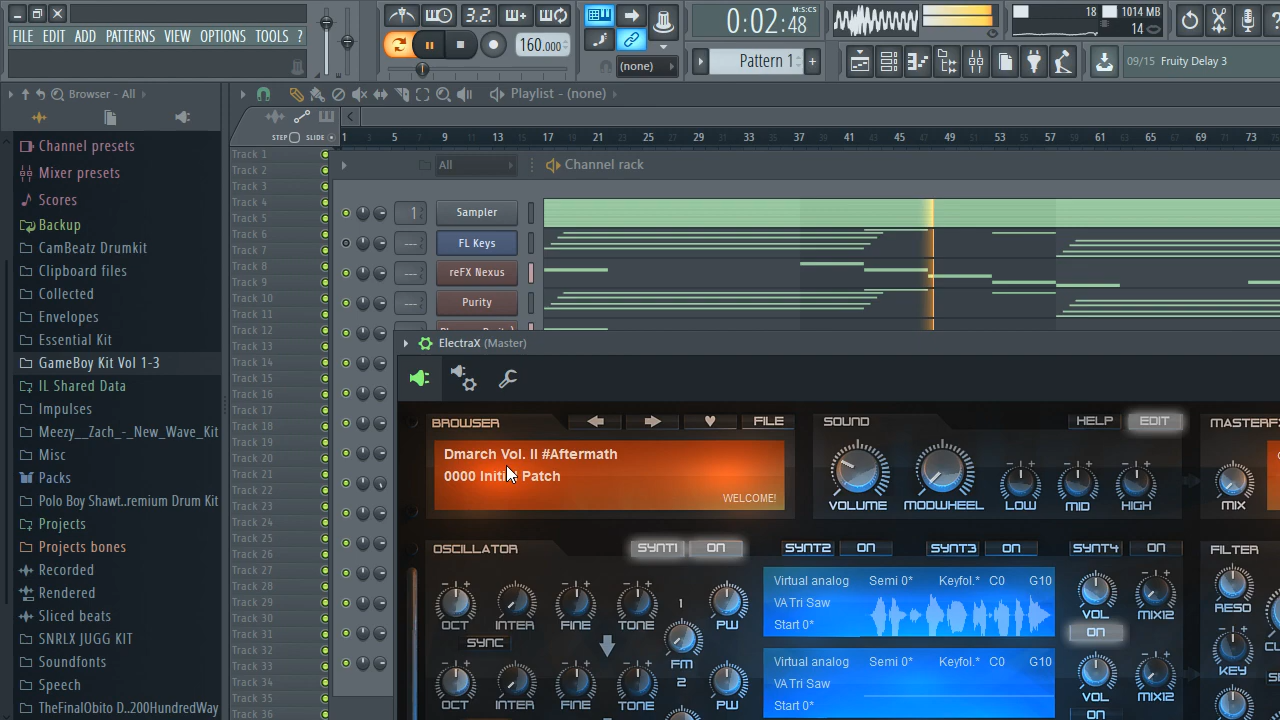 FILE EDIT ADD PATTERNS VIEW OPTIONS TOOLS ?
3.2..
160.000
(none)
0:02:48
M:S:CS
Pattern 1
18
1014 MB
14
09/15 Fruity Delay 3
Browser - All
Playlist - (none)
STEP SLIDE
1 5 9 13 17 21 25 29 33 37 41 45 49 53 57 61 65 69 73
Channel presets
Mixer presets
Scores
Backup
CamBeatz Drumkit
Clipboard files
Collected
Envelopes
Essential Kit
GameBoy Kit Vol 1-3
IL Shared Data
Impulses
Meezy__Zach_-_New_Wave_Kit
Misc
Packs
Polo Boy Shawt...remium Drum Kit
Projects
Projects bones
Recorded
Rendered
Sliced beats
SNRLX JUGG KIT
Soundfonts
Speech
TheFinalObito D..200HundredWay
Track 1
Track 2
Track 3
Track 4
Track 5
Track 6
Track 7
Track 8
Track 9
Track 10
Track 11
Track 12
Track 13
Track 14
Track 15
Track 16
Track 17
Track 18
Track 19
Track 20
Track 21
Track 22
Track 23
Track 24
Track 25
Track 26
Track 27
Track 28
Track 29
Track 30
Track 31
Track 32
Track 33
Track 34
Track 35
Track 36
All
Channel rack
1 Sampler
--- FL Keys
--- reFX Nexus
--- Purity
ElectraX (Master)
BROWSER
FILE
Dmarch Vol. II #Aftermath
0000 Patch
WELCOME!
SOUND
HELP EDIT
VOLUME MODWHEEL LOW MID HIGH
MASTERFX
MIX
OSCILLATOR
SYNT1 ON SYNT2 ON SYNT3 ON SYNT4 ON
FILTER
OCT INTER FINE TONE PW
SYNC
1
FM
2
OCT INTER FINE TONE PW
Virtual analog Semi 0* Keyfol.* C0 G10
VA Tri Saw
Start 0*
VOL MIX12
ON
Virtual analog Semi 0* Keyfol.* C0 G10
VA Tri Saw
Start 0*
VOL MIX12
ON
RESO
KEY